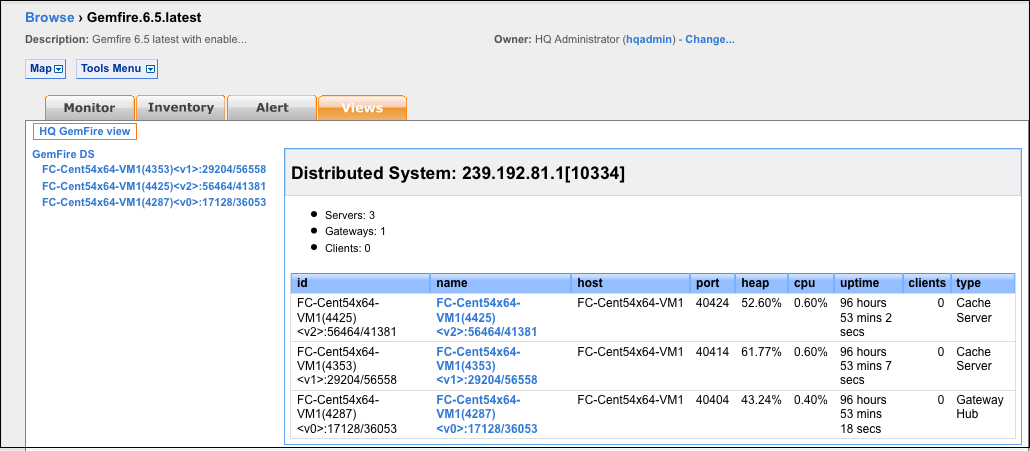 Browse › Gemfire.6.5.latest
Description: Gemfire 6.5 latest with enable...
Owner: HQ Administrator (hqadmin) - Change...
Map
Tools Menu
Monitor
Inventory
Alert
Views
HQ GemFire view
GemFire DS
FC-Cent54x64-VM1(4353)<v1>:29204/56558
FC-Cent54x64-VM1(4425)<v2>:56464/41381
FC-Cent54x64-VM1(4287)<v0>:17128/36053
Distributed System: 239.192.81.1[10334]
Servers: 3
Gateways: 1
Clients: 0
id name host port heap cpu uptime clients type
FC-Cent54x64- FC-Cent54x64- FC-Cent54x64-VM1 40424 52.60% 0.60% 96 hours 0 Cache
VM1(4425) VM1(4425) 53 mins 2 Server
<v2>:56464/41381 <v2>:56464/41381 secs
FC-Cent54x64- FC-Cent54x64- FC-Cent54x64-VM1 40414 61.77% 0.60% 96 hours 0 Cache
VM1(4353) VM1(4353) 53 mins 7 Server
<v1>:29204/56558 <v1>:29204/56558 secs
FC-Cent54x64- FC-Cent54x64- FC-Cent54x64-VM1 40404 43.24% 0.40% 96 hours 0 Gateway
VM1(4287) VM1(4287) 53 mins Hub
<v0>:17128/36053 <v0>:17128/36053 18 secs